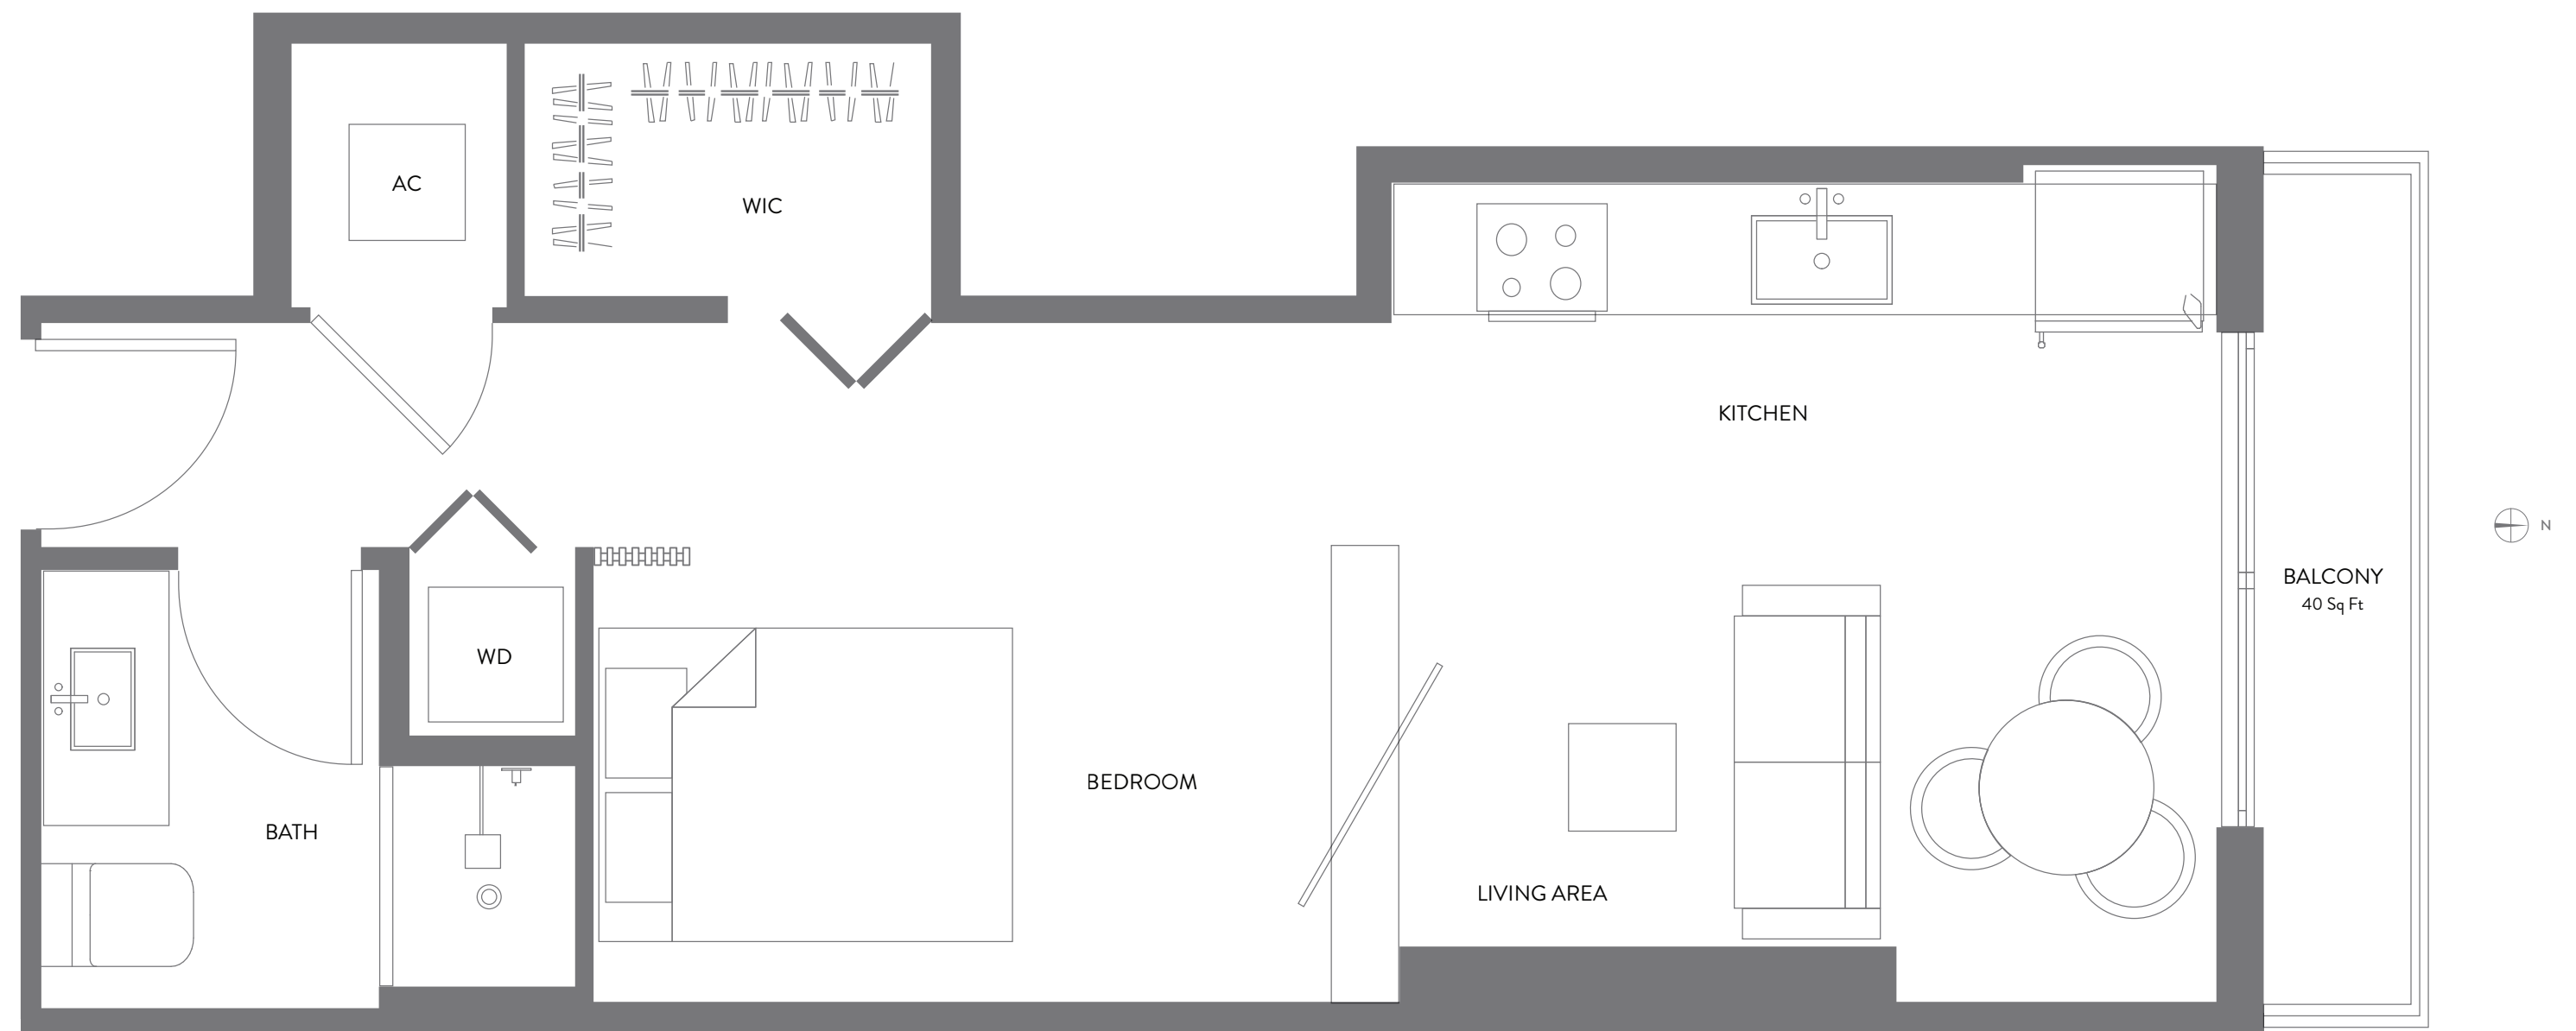 AC
WIC
KITCHEN
N
BALCONY
40 Sq Ft
WD
BEDROOM
BATH
LIVING AREA